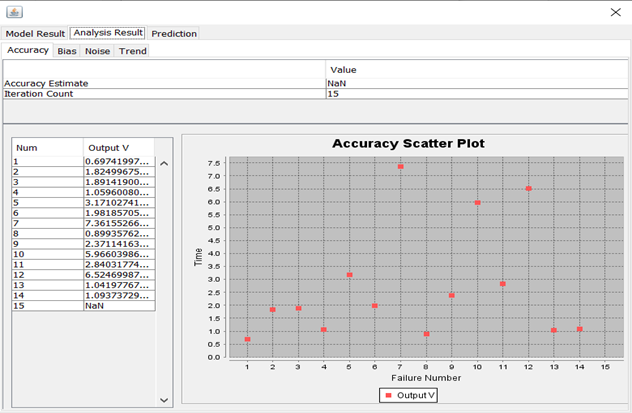 Model Result Analysis Result Prediction
Accuracy Bias Noise Trend
Value
Accuracy Estimate NaN
Iteration Count 15
Num Output V
1 0.69741997...
2 1.82499675...
3 1.89141900...
4 1.05960080...
5 3.17102741...
6 1.98185705...
7 7.36155266...
8 0.89935762...
9 2.37114163...
10 5.96603986...
11 2.84031774...
12 6.52469987...
13 1.04197767...
14 1.09373729...
15 NaN
Accuracy Scatter Plot
7.5
7.0
6.5
6.0
5.5
5.0
4.5
4.0
3.5
3.0
2.5
2.0
1.5
1.0
0.5
0.0
Time
1 2 3 4 5 6 7 8 9 10 11 12 13 14 15
Failure Number
Output V